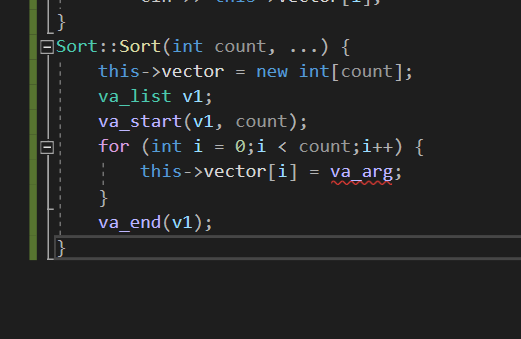 cin >> this->vector[i];
}
Sort::Sort(int count, ...) {
this->vector = new int[count];
va_list v1;
va_start(v1, count);
for (int i = 0;i < count;i++) {
this->vector[i] = va_arg;
}
va_end(v1);
}